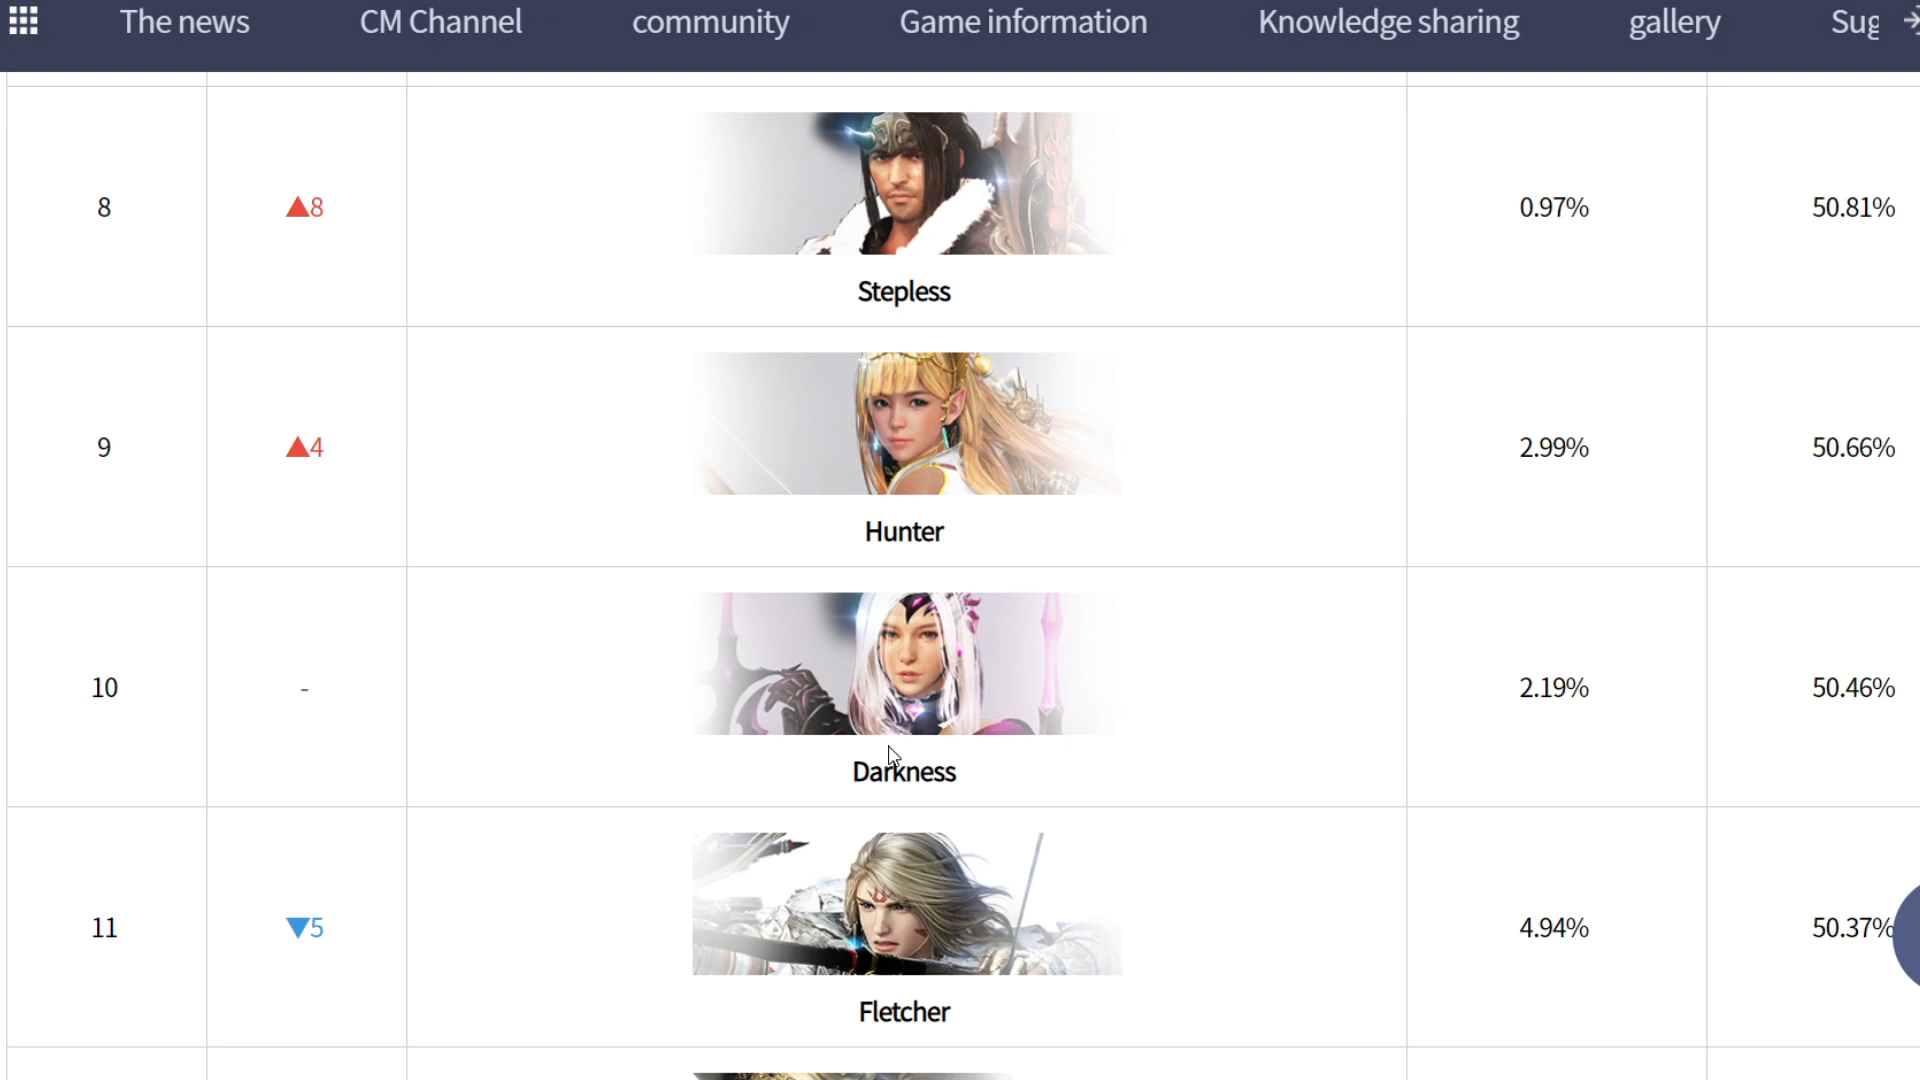 The news CM Channel community Game information Knowledge sharing gallery Sug
8 ▲8 0.97% 50.81%
Stepless
9 ▲4 2.99% 50.66%
Hunter
10 - 2.19% 50.46%
Darkness
11 ▼5 4.94% 50.37%
Fletcher